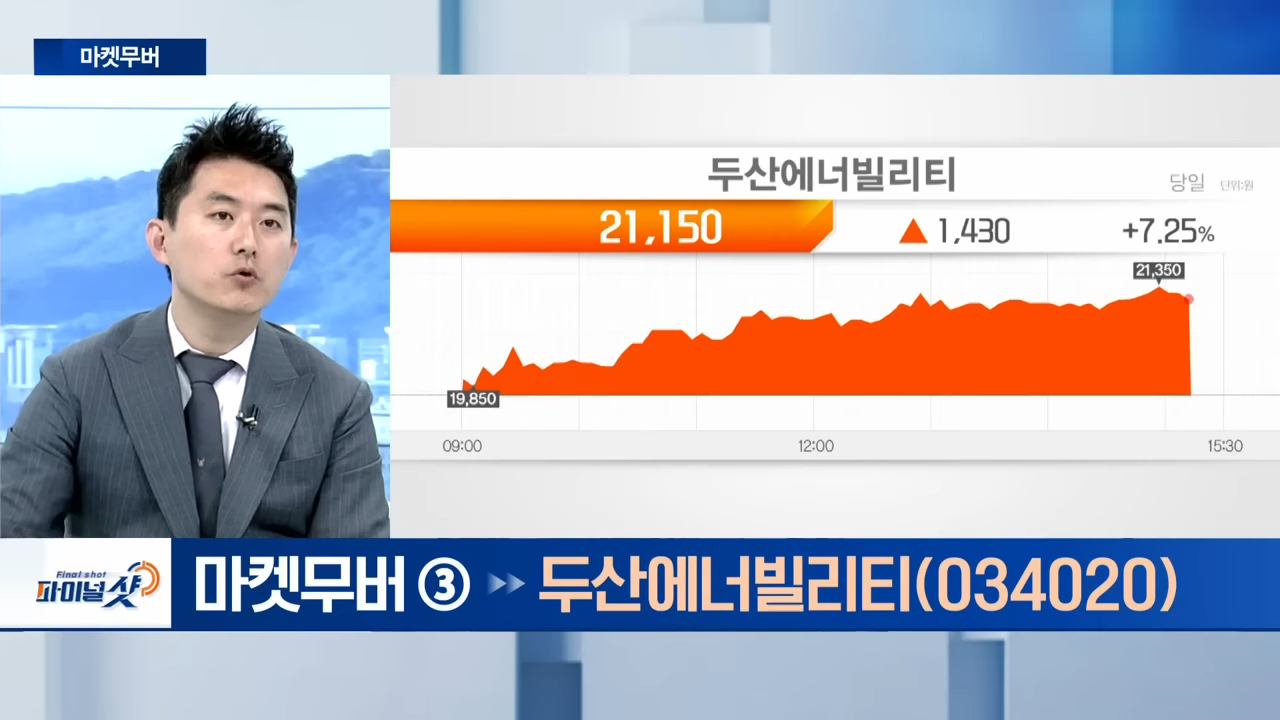 마켓무버
두산에너빌리티
당일 단위:원
21,150 ▲ 1,430 +7.25%
21,350
19,850
09:00 12:00 15:30
Final shot
파이널샷
마켓무버 ③ 두산에너빌리티(034020)